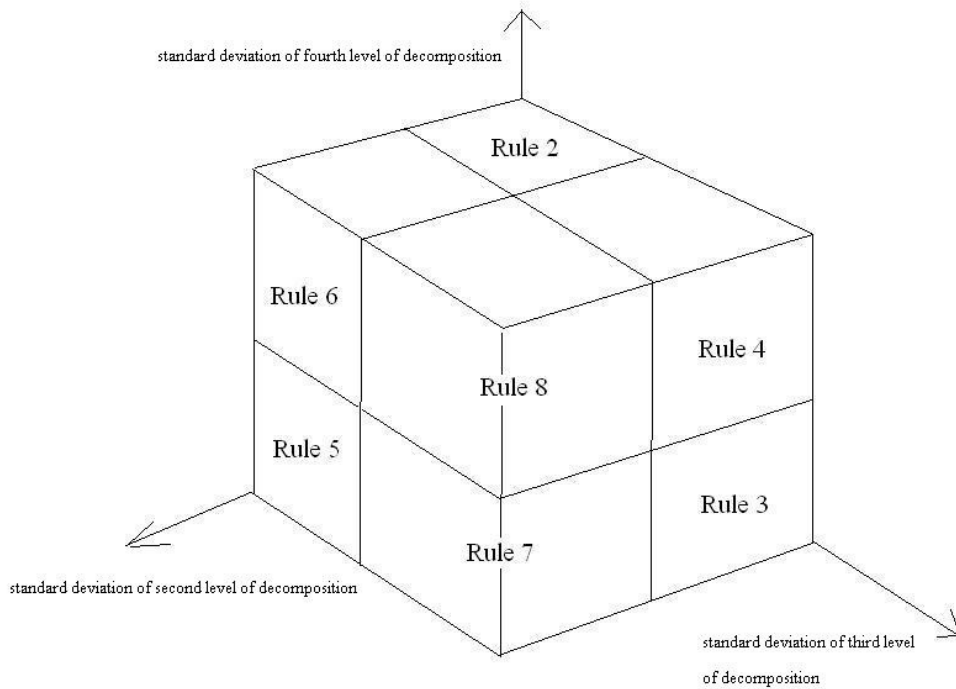 standard deviation of fourth level of decomposition
Rule 2
Rule 6
Rule 4
Rule 8
Rule 5
Rule 3
Rule 7
standard deviation of second level of decomposition
standard deviation of third level
of decomposition